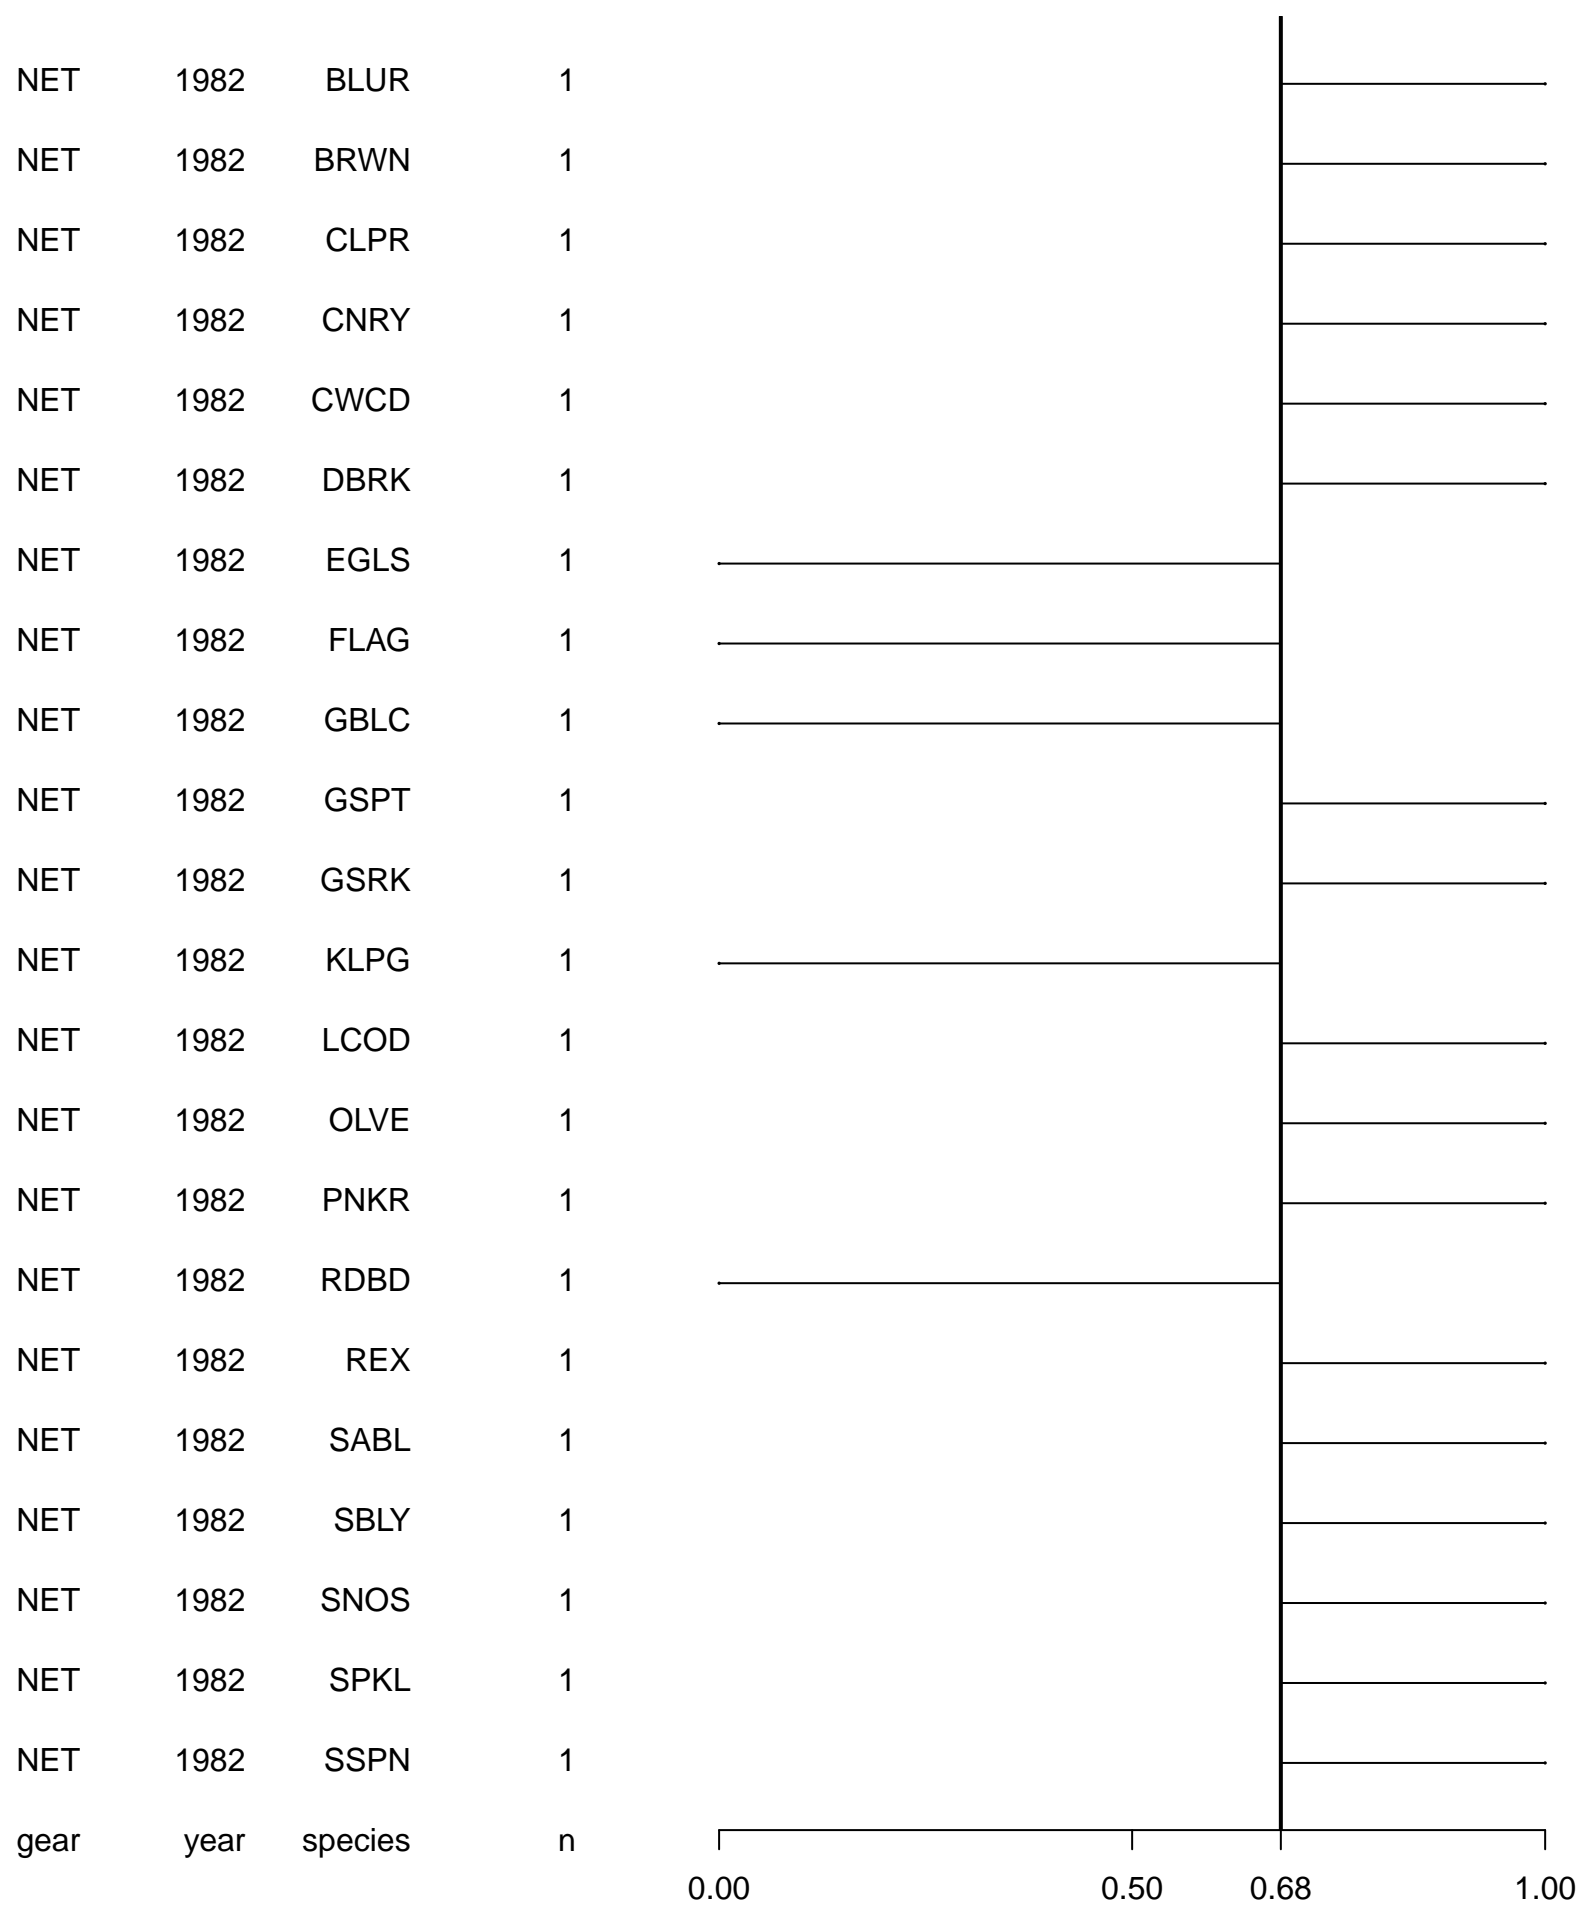 NET 1982 BLUR 1
NET 1982 BRWN 1
NET 1982 CLPR 1
NET 1982 CNRY 1
NET 1982 CWCD 1
NET 1982 DBRK 1
NET 1982 EGLS 1
NET 1982 FLAG 1
NET 1982 GBLC 1
NET 1982 GSPT 1
NET 1982 GSRK 1
NET 1982 KLPG 1
NET 1982 LCOD 1
NET 1982 OLVE 1
NET 1982 PNKR 1
NET 1982 RDBD 1
NET 1982 REX 1
NET 1982 SABL 1
NET 1982 SBLY 1
NET 1982 SNOS 1
NET 1982 SPKL 1
NET 1982 SSPN 1
gear year species n
0.00 0.50 0.68 1.00